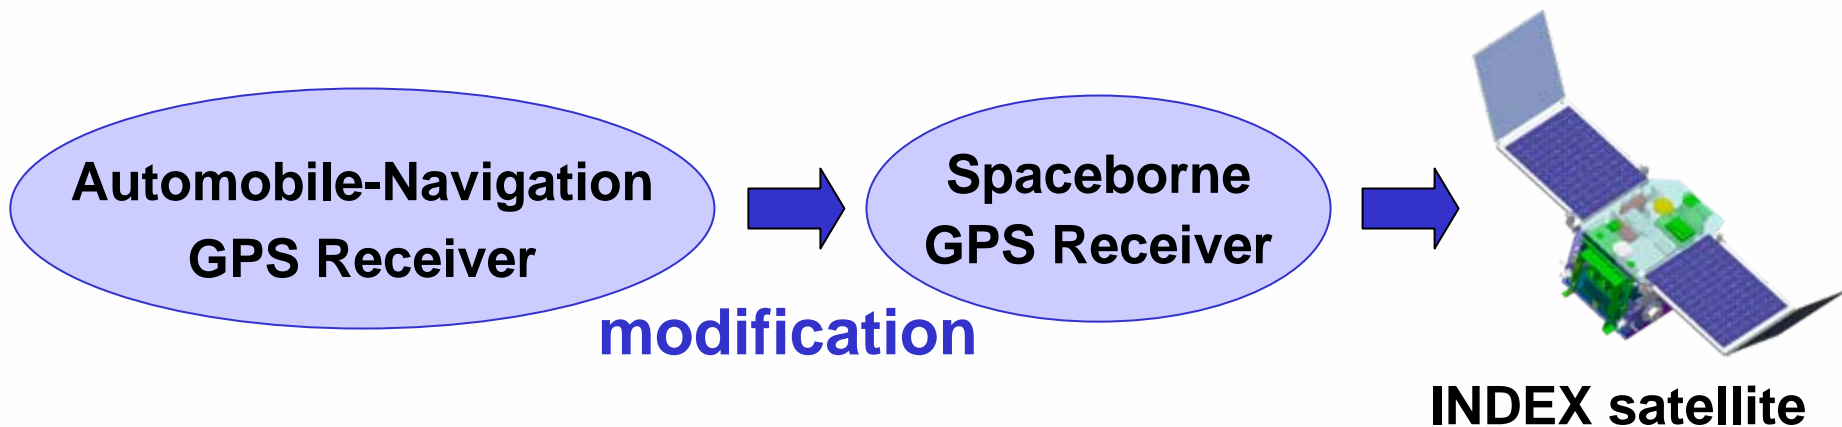 Automobile-Navigation
GPS Receiver
modification
Spaceborne
GPS Receiver
INDEX satellite